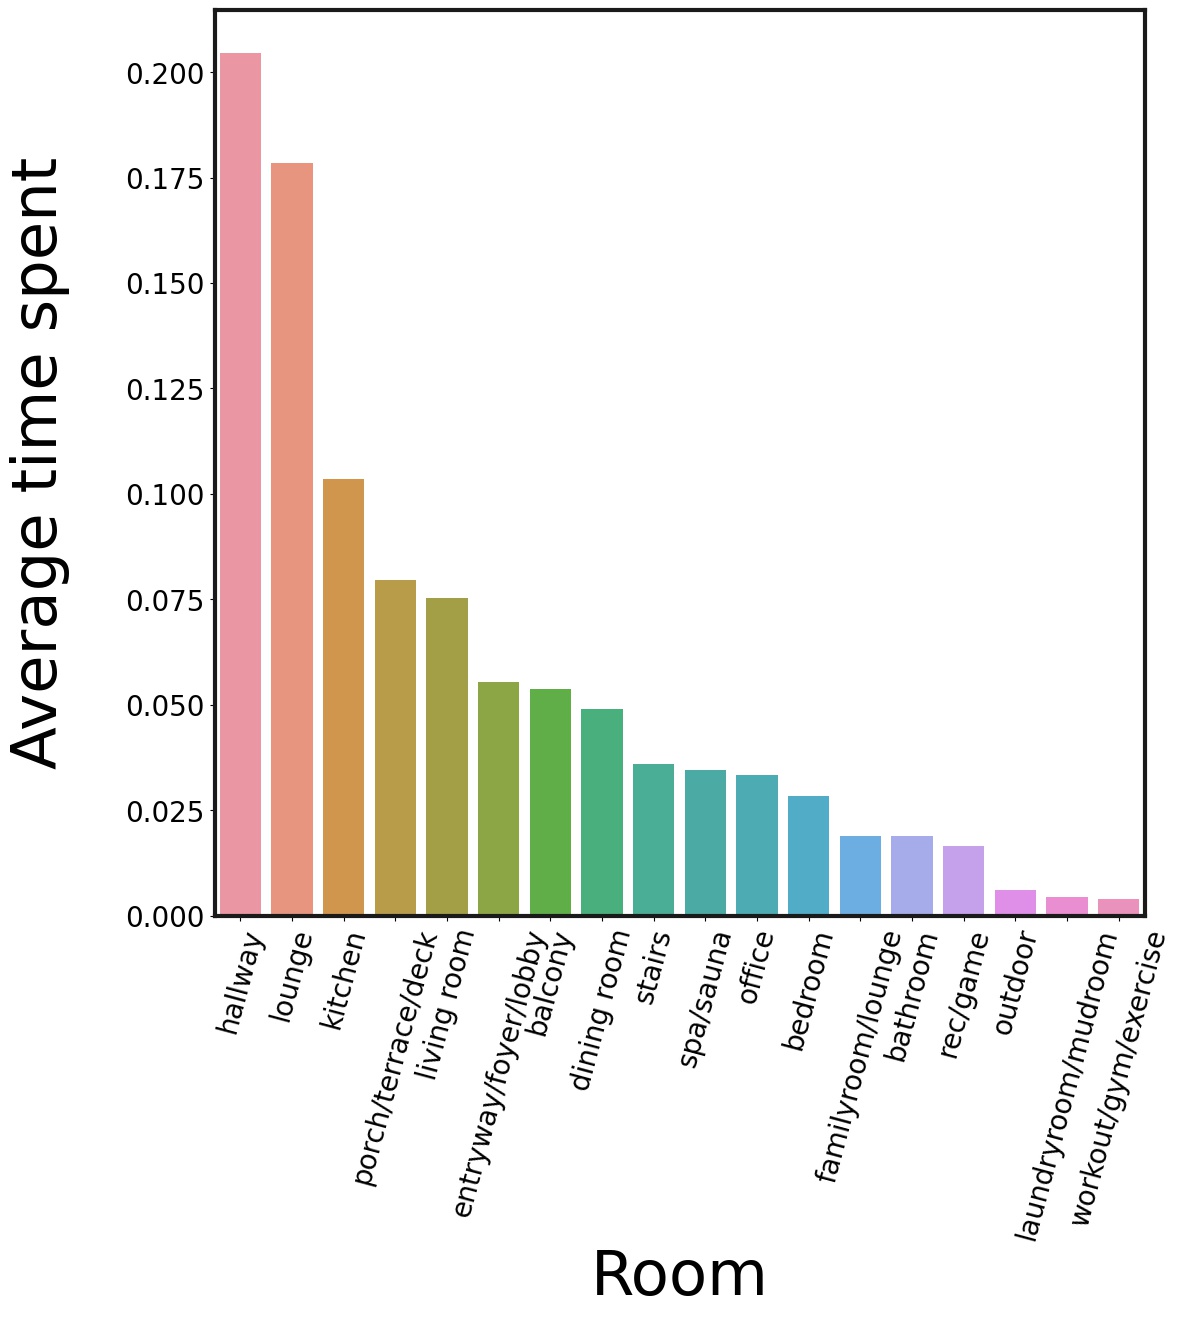 Average time spent
0.200
0.175
0.150
0.125
0.100
0.075
0.050
0.025
0.000
hallway
lounge
kitchen
porch/terrace/deck
living room
entryway/foyer/lobby
balcony
dining room
stairs
spa/sauna
office
bedroom
familyroom/lounge
bathroom
rec/game
outdoor
laundryroom/mudroom
workout/gym/exercise
Room